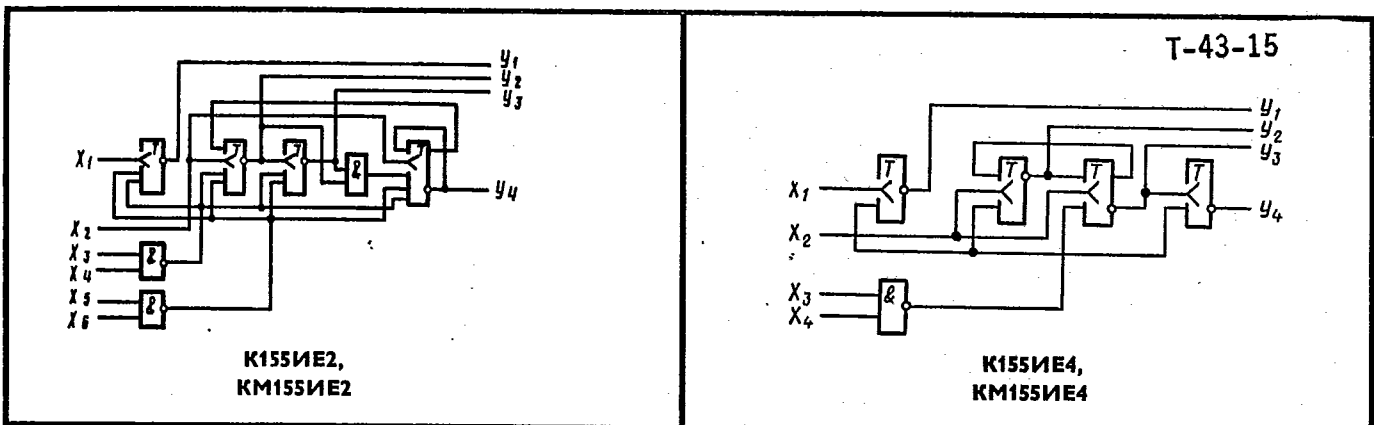 y1
y2
y3
T
T
T
T
&
X1
y4
X2
X3
&
X4
X5
&
X6
К155ИЕ2,
КМ155ИЕ2
T-43-15
y1
y2
y3
T
T
T
T
X1
y4
X2
X3
&
X4
К155ИЕ4,
КМ155ИЕ4